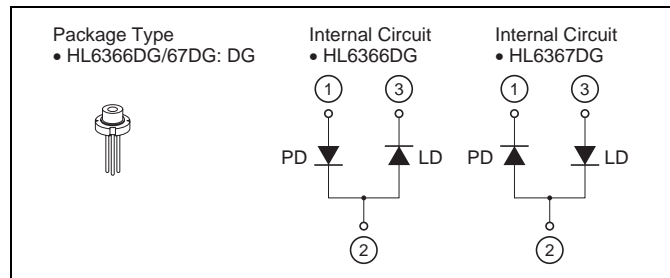 Package Type
• HL6366DG/67DG: DG
Internal Circuit
• HL6366DG
1 3
PD LD
2
Internal Circuit
• HL6367DG
1 3
PD LD
2